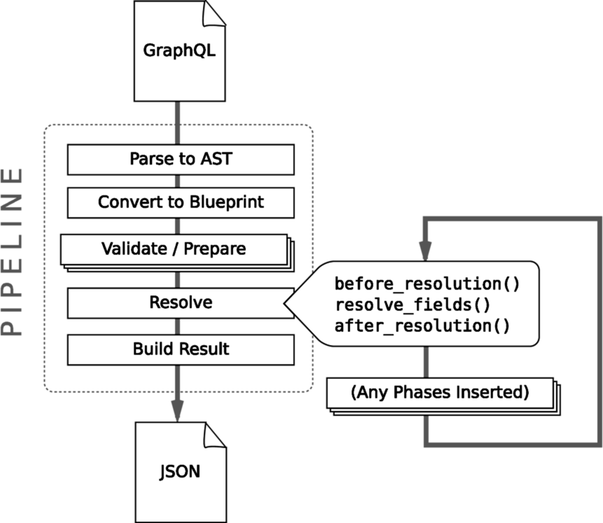 GraphQL
PIPELINE
Parse to AST
Convert to Blueprint
Validate / Prepare
Resolve
Build Result
before_resolution()
resolve_fields()
after_resolution()
(Any Phases Inserted)
JSON